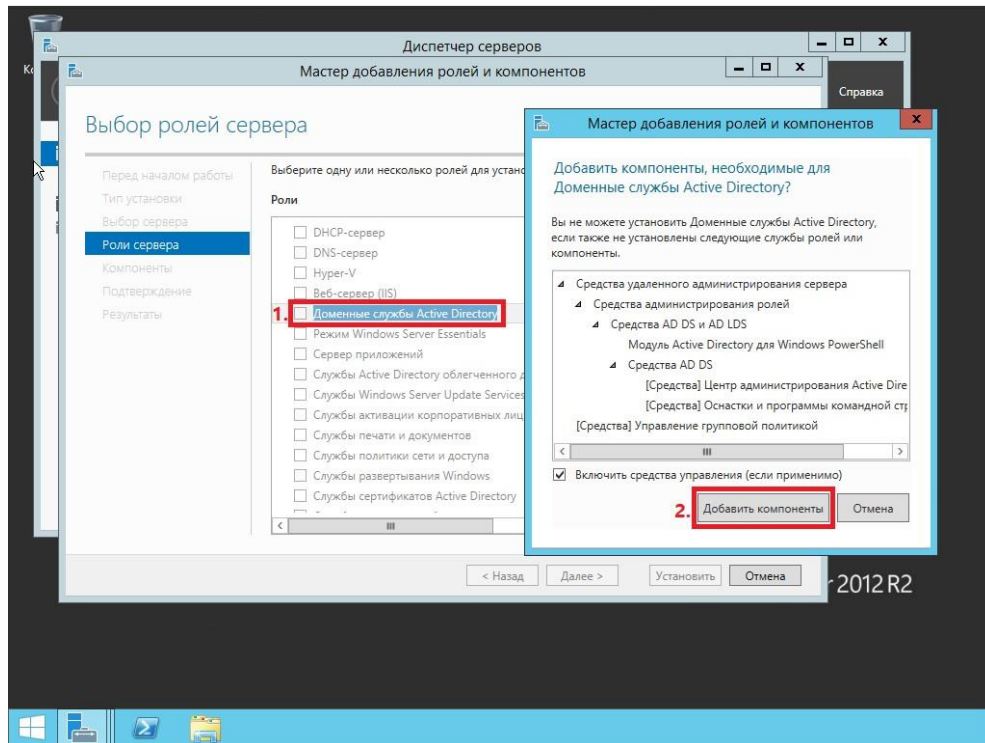 Диспетчер серверов
Мастер добавления ролей и компонентов
Справка
Выбор ролей сервера
Перед началом работы
Тип установки
Выбор сервера
Роли сервера
Компоненты
Подтверждение
Результаты
Выберите одну или несколько ролей для
Роли
DHCP-сервер
DNS-сервер
Hyper-V
Веб-сервер (IIS)
1.
Доменные службы Active Directory
Режим Windows Server Essentials
Сервер приложений
Службы Active Directory облегченного
Службы Windows Server Update Services
Службы активации корпоративных
Службы печати и документов
Службы политики сети и доступа
Службы развертывания Windows
Службы сертификатов Active Directory
< Назад
Далее >
Установить
Отмена
Мастер добавления ролей и компонентов
Добавить компоненты, необходимые для
Доменные службы Active Directory?
Вы не можете установить Доменные службы Active Directory,
если также не установлены следующие службы ролей или
компоненты.
Средства удаленного администрирования сервера
Средства администрирования ролей
Средства AD DS и AD LDS
Модуль Active Directory для Windows PowerShell
Средства AD DS
[Средства] Центр администрирования Active Dire
[Средства] Оснастки и программы командной
[Средства] Управление групповой политикой
Включить средства управления (если применимо)
2.
Добавить компоненты
Отмена
2012 R2